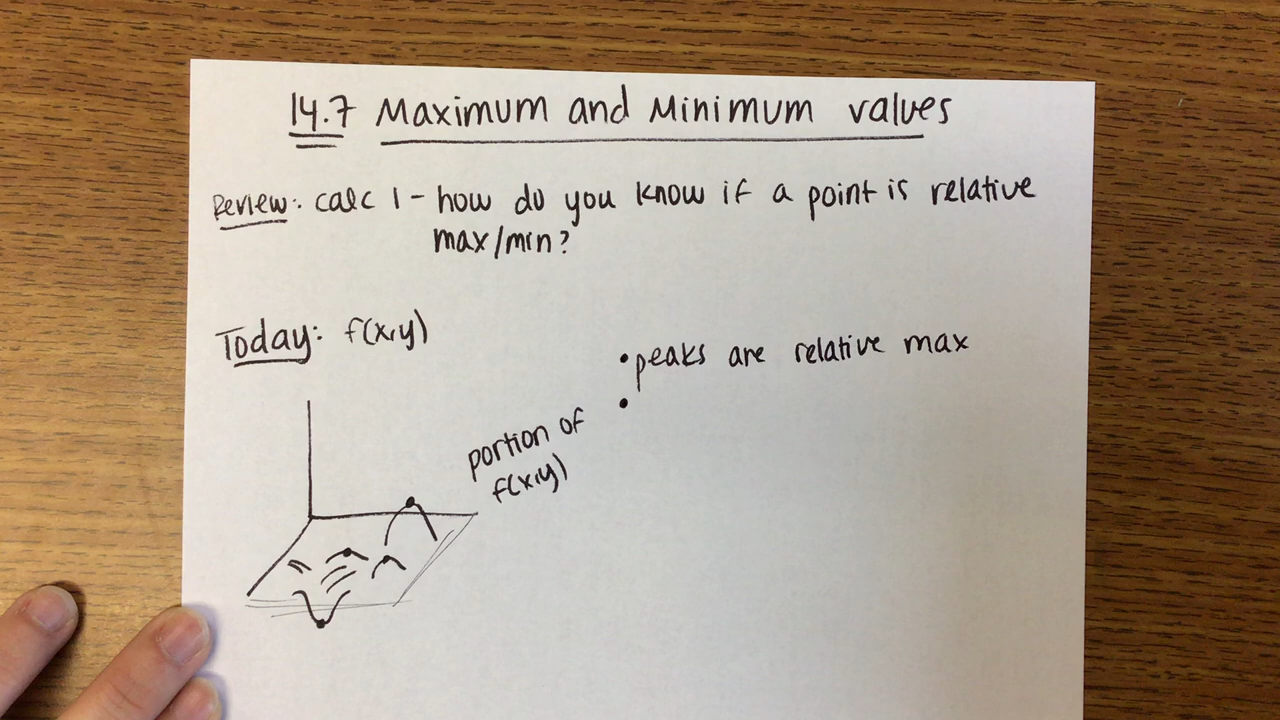 14.7 Maximum and Minimum values
Review: calc 1 - how do you know if a point is relative
max/min?
Today: f(x,y)
• peaks are relative max
•
portion of
f(x,y)